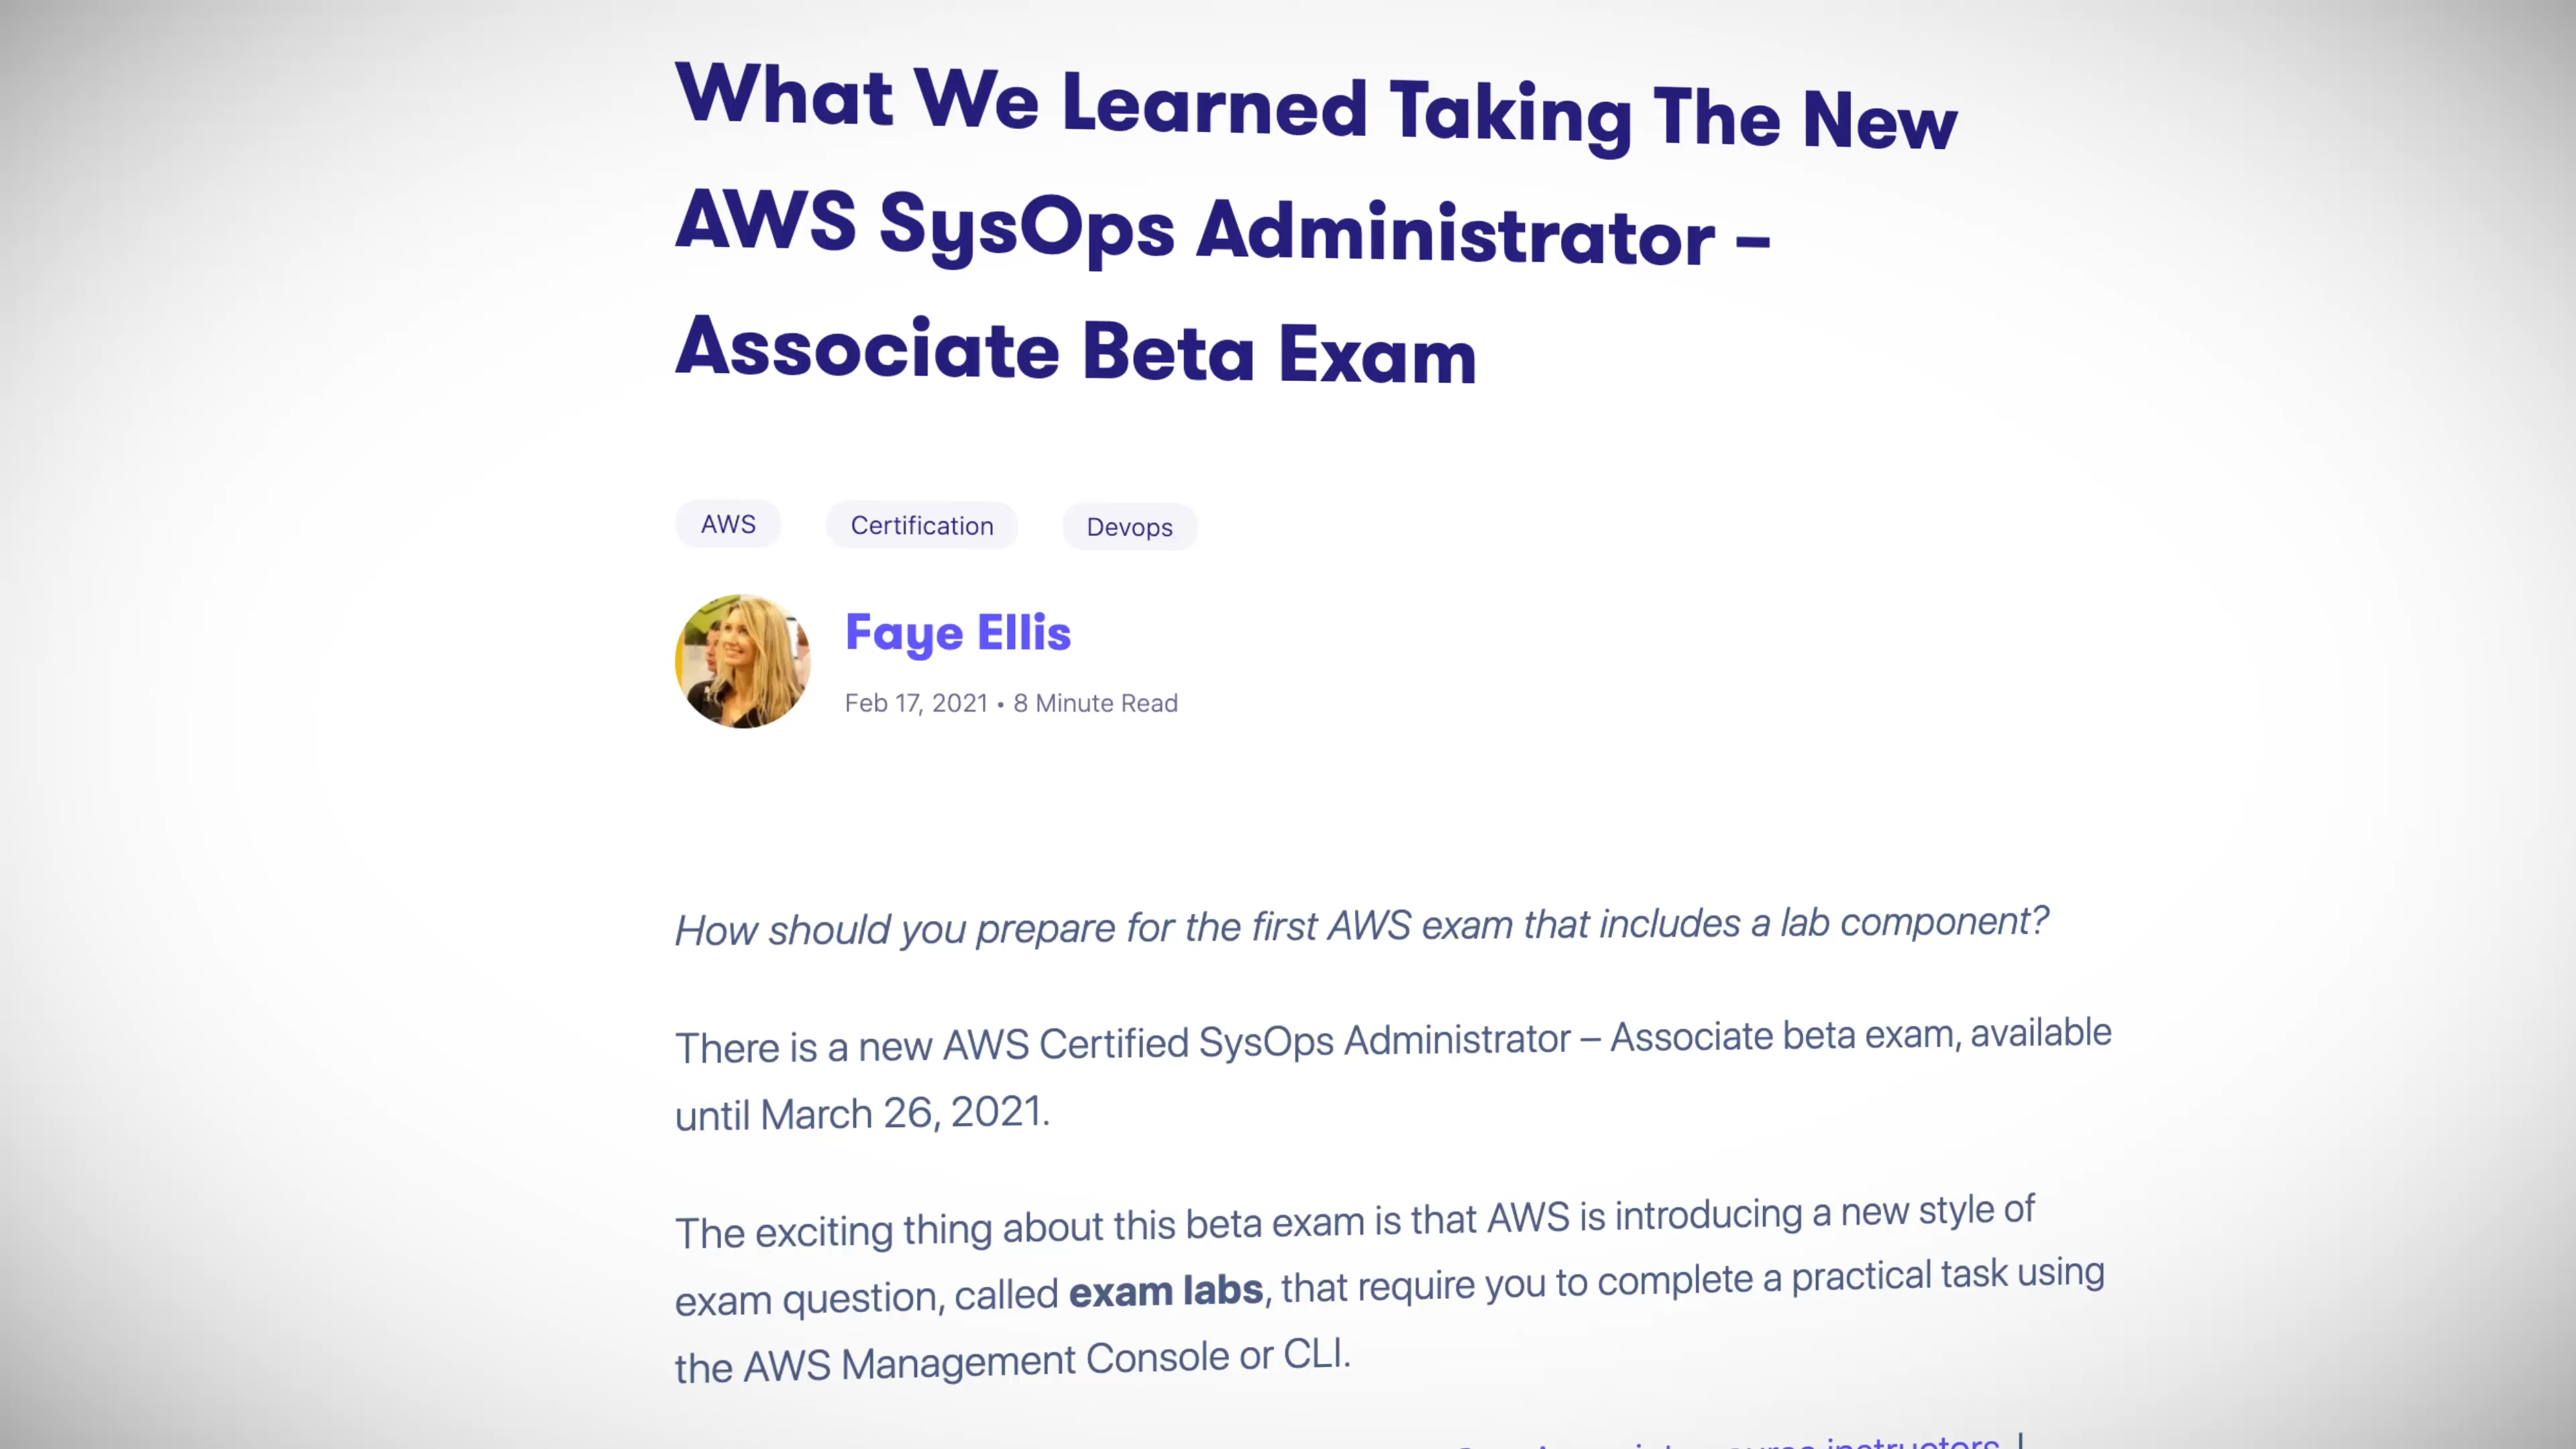 What We Learned Taking The New
AWS SysOps Administrator –
Associate Beta Exam
AWS Certification Devops
Faye Ellis
Feb 17, 2021 • 8 Minute Read
How should you prepare for the first AWS exam that includes a lab component?
There is a new AWS Certified SysOps Administrator – Associate beta exam, available
until March 26, 2021.
The exciting thing about this beta exam is that AWS is introducing a new style of
exam question, called exam labs, that require you to complete a practical task using
the AWS Management Console or CLI.
instructors